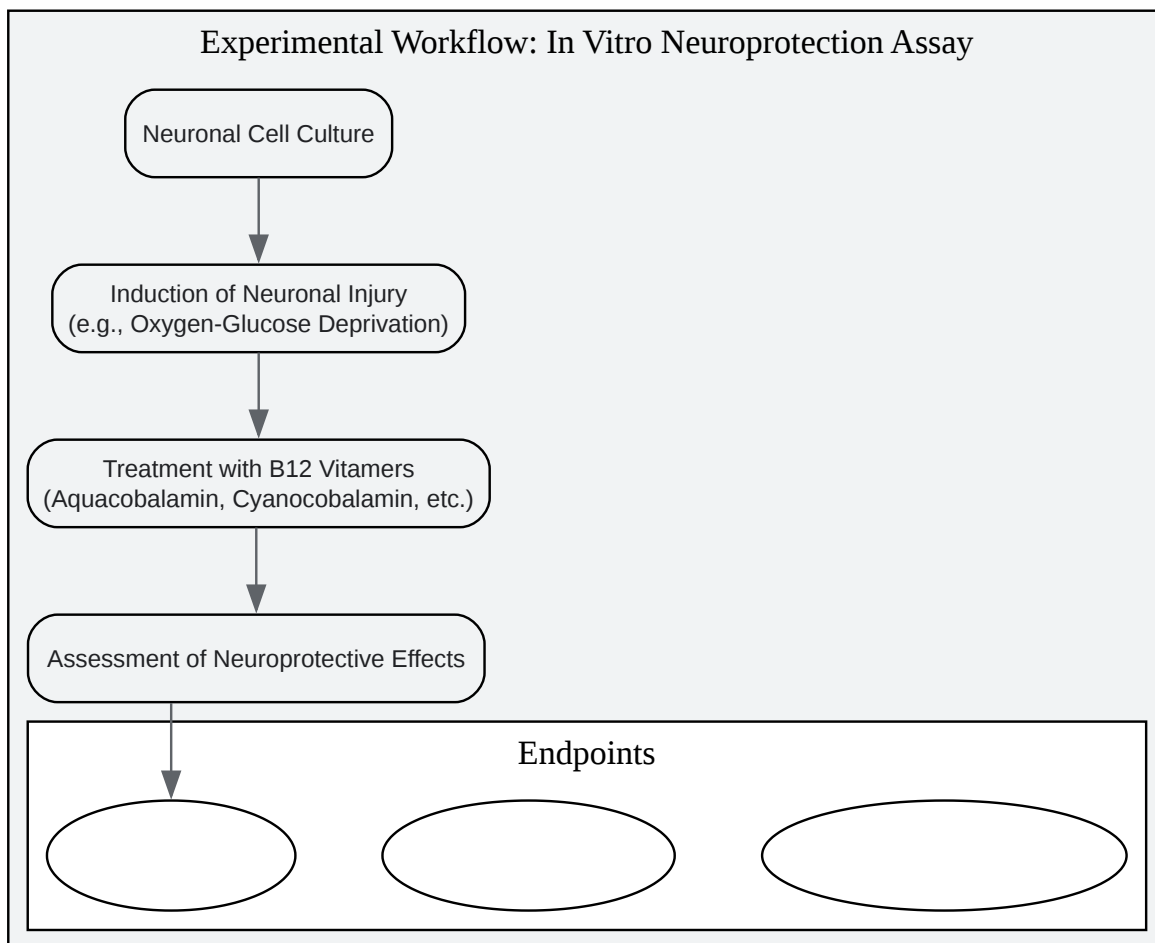 Experimental Workflow: In Vitro Neuroprotection Assay
Neuronal Cell Culture
Induction of Neuronal Injury
(e.g., Oxygen-Glucose Deprivation)
Treatment with B12 Vitamers
(Aquacobalamin, Cyanocobalamin, etc.)
Assessment of Neuroprotective Effects
Endpoints